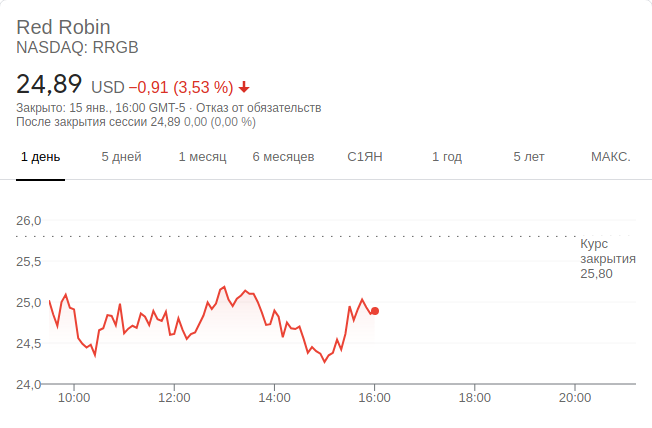 Red Robin
NASDAQ: RRGB
24,89 USD −0,91 (3,53 %)
Закрыто: 15 янв., 16:00 GMT-5 · Отказ от обязательств
После закрытия сессии 24,89 0,00 (0,00 %)
1 день 5 дней 1 месяц 6 месяцев С1ЯН 1 год 5 лет МАКС.
26,0
Курс
закрытия
25,80
25,5
25,0
24,5
24,0
10:00 12:00 14:00 16:00 18:00 20:00